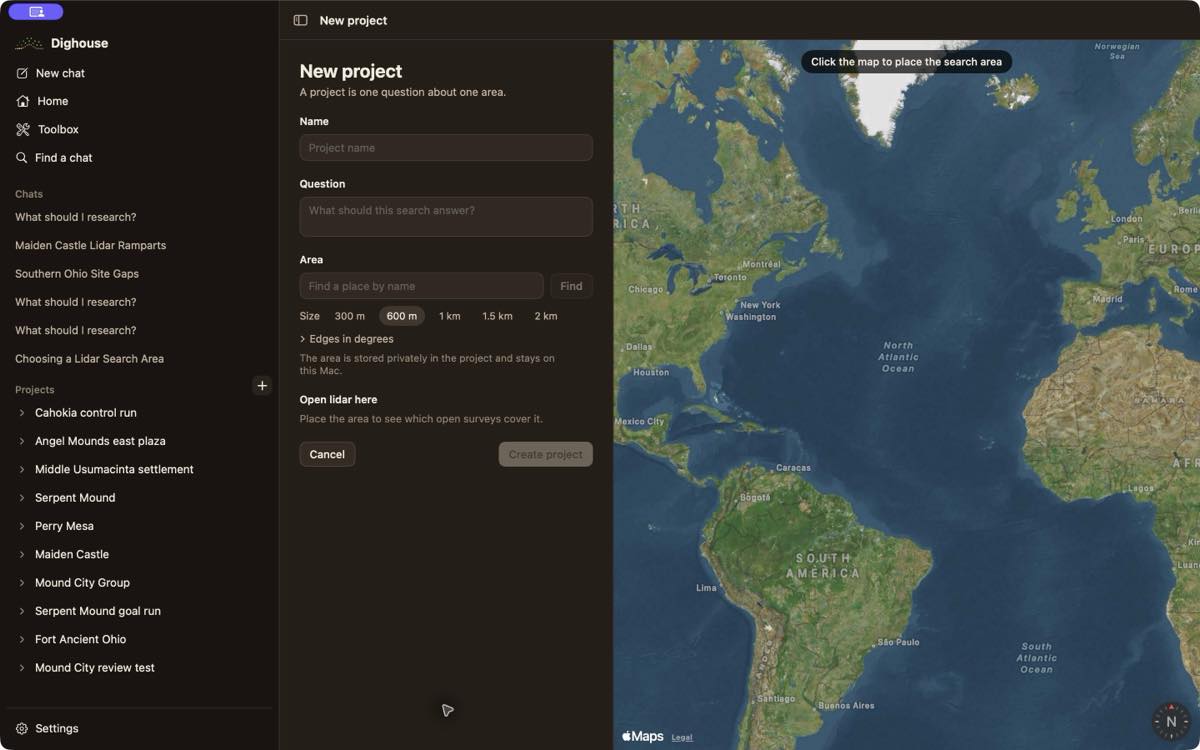 Dighouse
New chat
Home
Toolbox
Find a chat
Chats
What should I research?
Maiden Castle Lidar Ramparts
Southern Ohio Site Gaps
What should I research?
What should I research?
Choosing a Lidar Search Area
Projects
Cahokia control run
Angel Mounds east plaza
Middle Usumacinta settlement
Serpent Mound
Perry Mesa
Maiden Castle
Mound City Group
Serpent Mound goal run
Fort Ancient Ohio
Mound City review test
Settings
New project
New project
A project is one question about one area.
Name
Project name
Question
What should this search answer?
Area
Find a place by name
Find
Size 300 m 600 m 1 km 1.5 km 2 km
Edges in degrees
The area is stored privately in the project and stays on
this Mac.
Open lidar here
Place the area to see which open surveys cover it.
Cancel
Create project
Click the map to place the search area
Norwegian
Sea
RTH
RICA
London
Berli
Paris
EUROP
Montréal
Toronto
Chicago
Rome
Madrid
New York
Washington
Dallas
Houston
North
Atlantic
Ocean
SAHARA
Mexico City
Caracas
AFR
Lagos
Bogotá
Kin
SOUTH
AMERICA
Luan
Lima
ANDES
São Paulo
South
Atlantic
Ocean
Santiago
Buenos Aires
Maps
Legal
N